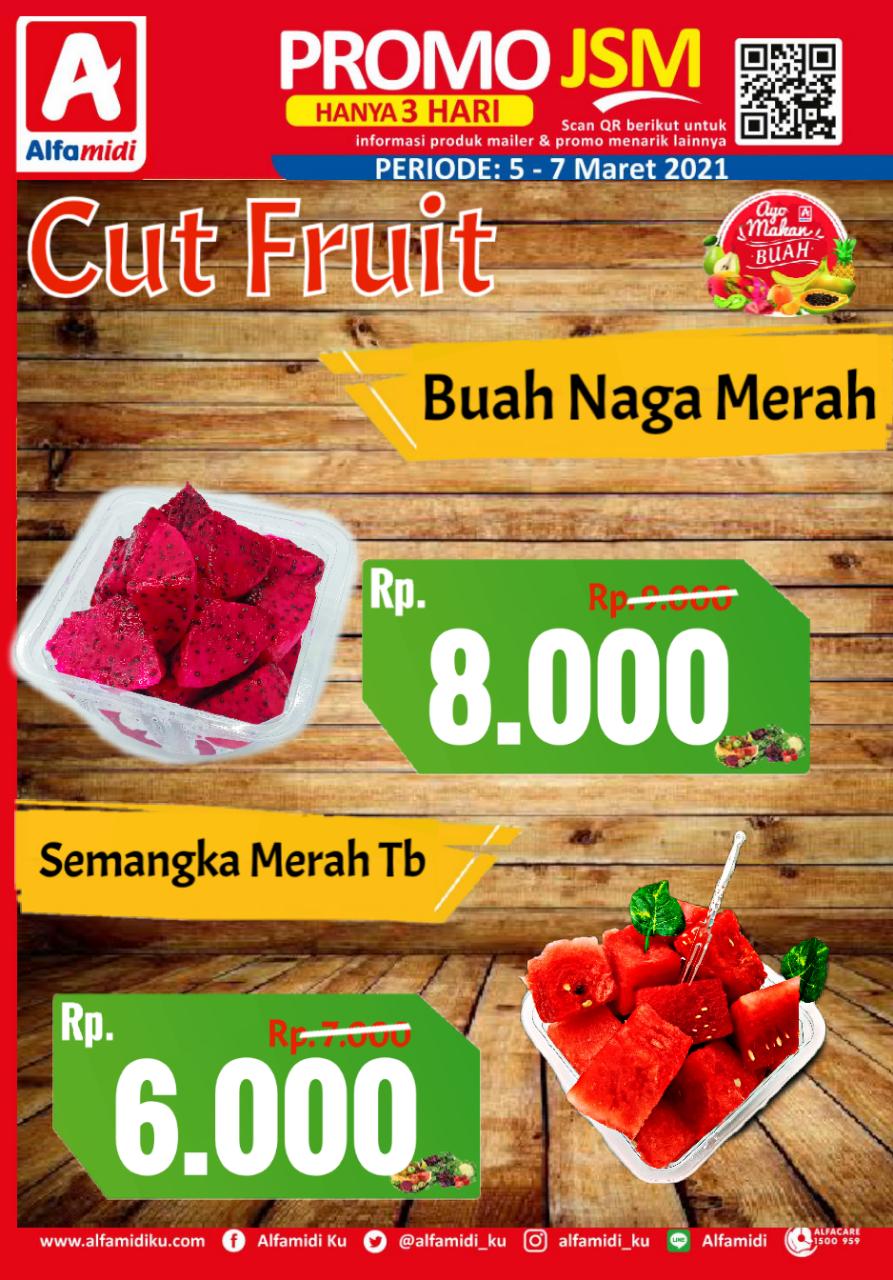 A
Alfamidi
PROMO JSM
HANYA 3 HARI
Scan QR berikut untuk
informasi produk mailer & promo menarik lainnya
PERIODE: 5 - 7 Maret 2021
Cut Fruit
Ayo
Makan
BUAH
Buah Naga Merah
Rp.
Rp. 9.000
8.000
Semangka Merah Tb
Rp.
Rp. 7.000
6.000
www.alfamidiku.com
Alfamidi Ku
@alfamidi_ku
alfamidi_ku
LINE
Alfamidi
ALFACARE
1500 959